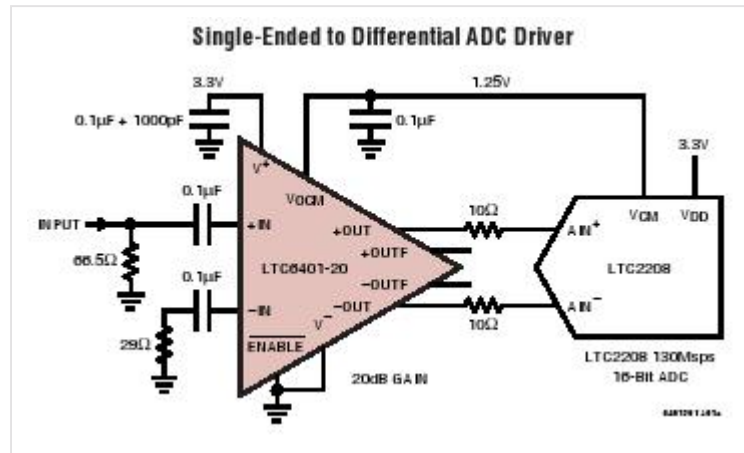 Single-Ended to Differential ADC Driver
3.3V
1.25V
0.1μF + 1000pF
0.1μF
3.3V
V+
VOCM
VCM
VDD
0.1μF
INPUT
+IN
+OUT
10Ω
AIN+
66.5Ω
+OUTF
LTC6401-20
LTC2208
0.1μF
–OUTF
–IN
–OUT
AIN–
V–
10Ω
29Ω
ENABLE
20dB GAIN
LTC2208 130Msps
16-Bit ADC